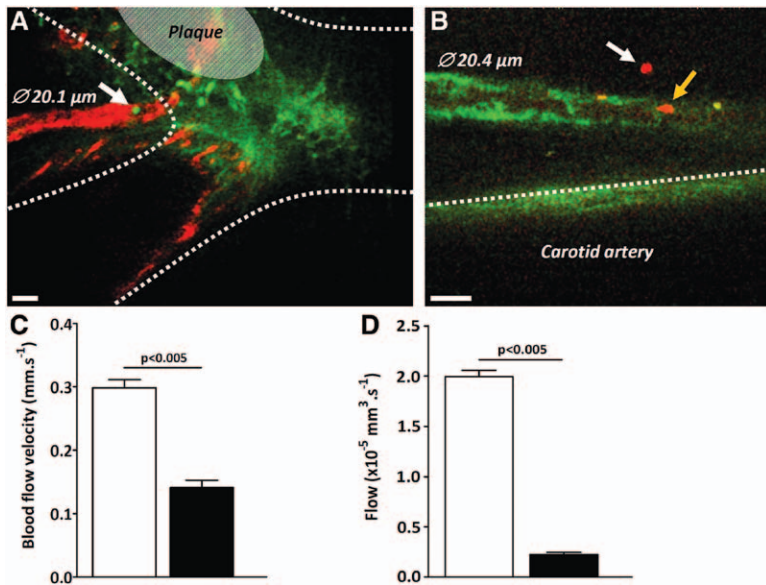 A
Plaque
Ø 20.1 µm
B
Ø 20.4 µm
Carotid artery
C
Blood flow velocity (mm.s⁻¹)
0.4
0.3
0.2
0.1
0.0
p<0.005
D
Flow (x10⁻⁵ mm³.s⁻¹)
2.5
2.0
1.5
1.0
0.5
0.0
p<0.005